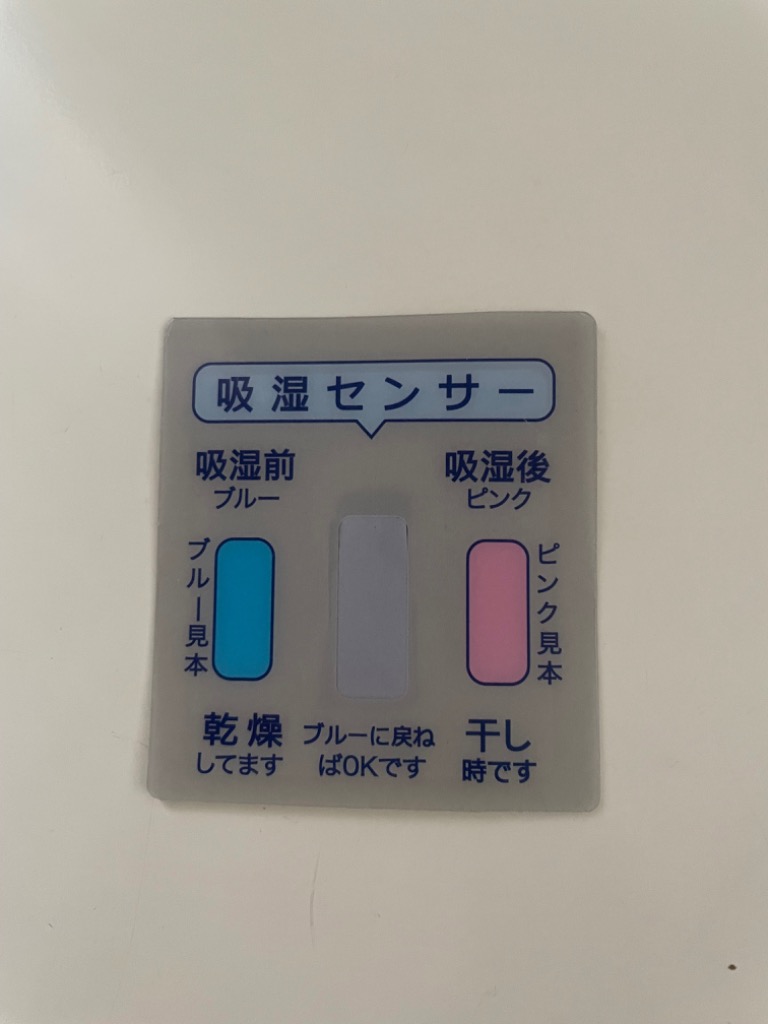 吸湿センサー
吸湿前
ブルー
吸湿後
ピンク
ブルー見本
ピンク見本
乾燥
してます
ブルーに戻ね
ばOKです
干し
時です